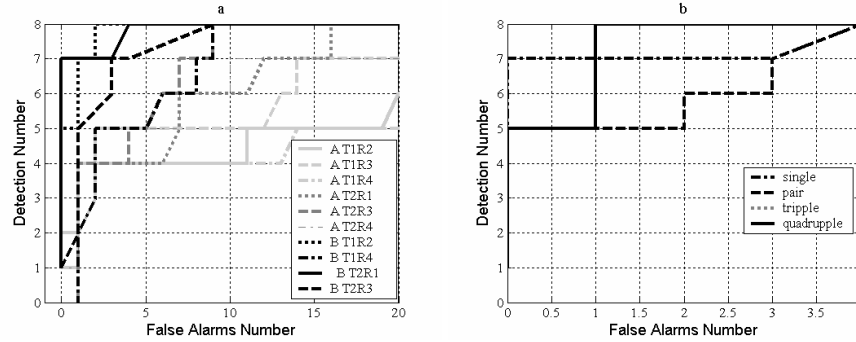 a
8
7
6
5
4
3
2
1
0
Detection Number
0 5 10 15 20
False Alarms Number
A T1R2
A T1R3
A T1R4
A T2R1
A T2R3
A T2R4
B T1R2
B T1R4
B T2R1
B T2R3
b
8
7
6
5
4
3
2
1
0
Detection Number
0 0.5 1 1.5 2 2.5 3 3.5
False Alarms Number
single
pair
tripple
quadrupple